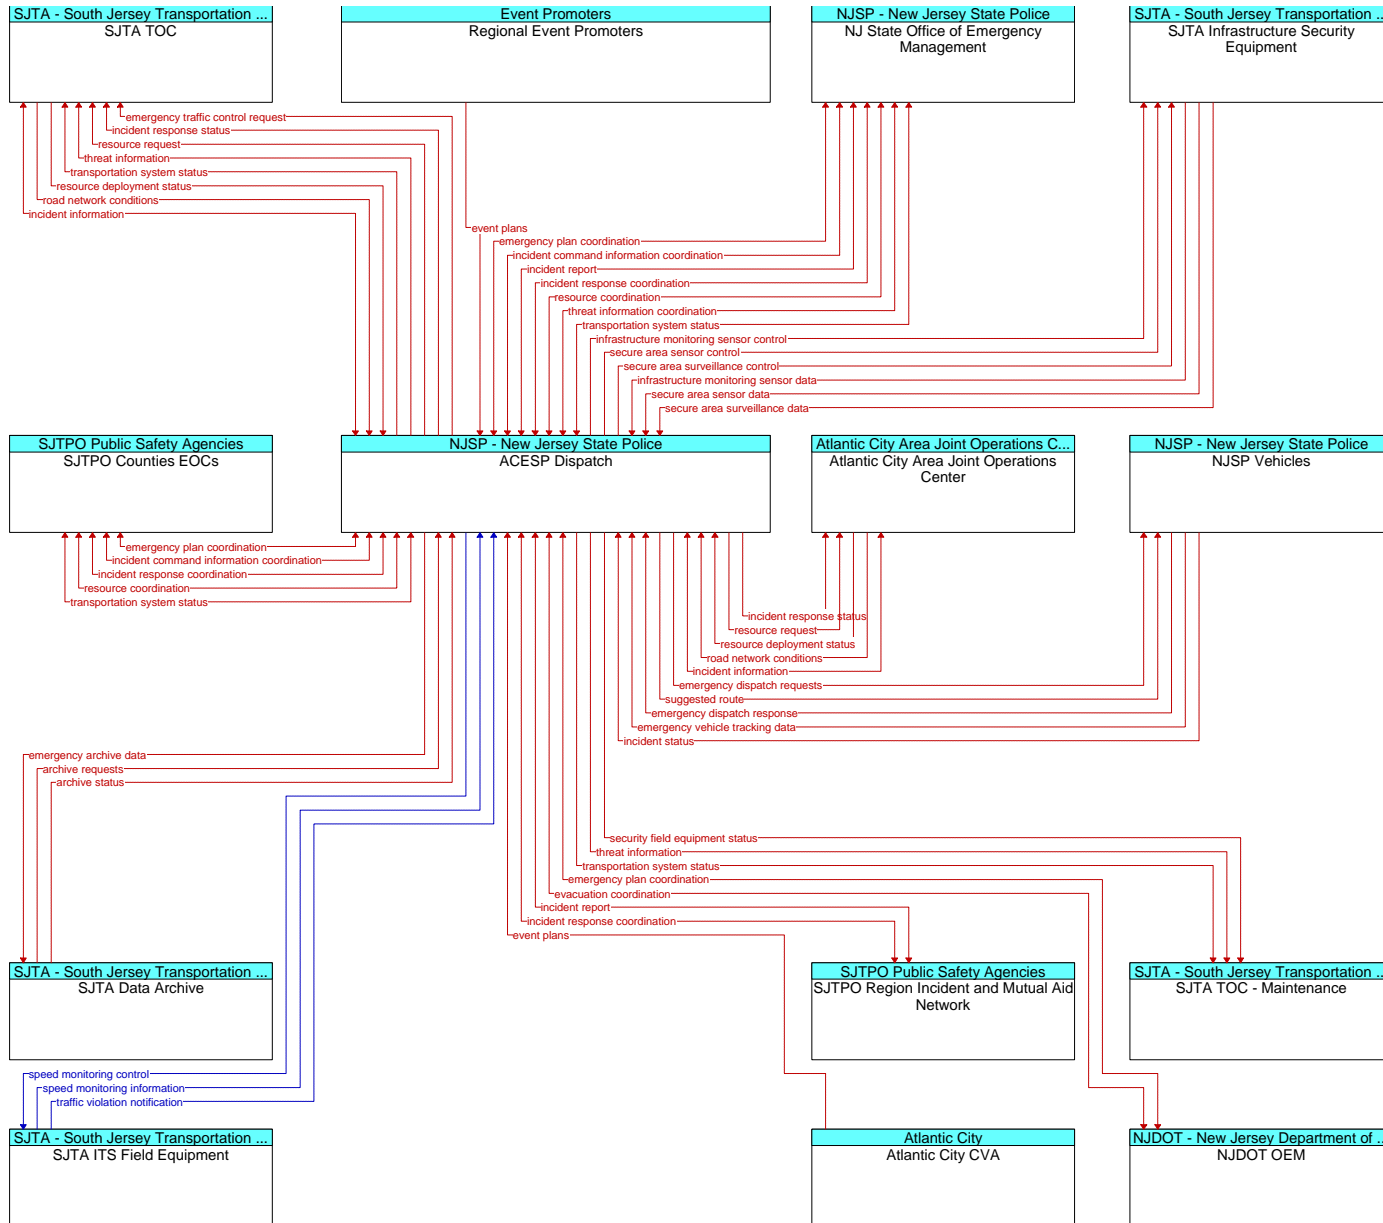 SJTA - South Jersey Transportation ...
SJTA TOC
Event Promoters
Regional Event Promoters
NJSP - New Jersey State Police
NJ State Office of Emergency
Management
SJTA - South Jersey Transportation ...
SJTA Infrastructure Security
Equipment
emergency traffic control request
incident response status
resource request
threat information
transportation system status
resource deployment status
road network conditions
incident information
event plans
emergency plan coordination
incident command information coordination
incident report
incident response coordination
resource coordination
threat information coordination
transportation system status
infrastructure monitoring sensor control
secure area sensor control
secure area surveillance control
infrastructure monitoring sensor data
secure area sensor data
secure area surveillance data
SJTPO Public Safety Agencies
SJTPO Counties EOCs
NJSP - New Jersey State Police
ACESP Dispatch
Atlantic City Area Joint Operations C...
Atlantic City Area Joint Operations
Center
NJSP - New Jersey State Police
NJSP Vehicles
emergency plan coordination
incident command information coordination
incident response coordination
resource coordination
transportation system status
incident response status
resource request
resource deployment status
road network conditions
incident information
emergency dispatch requests
suggested route
emergency dispatch response
emergency vehicle tracking data
incident status
emergency archive data
archive requests
archive status
security field equipment status
threat information
transportation system status
emergency plan coordination
evacuation coordination
incident report
incident response coordination
event plans
SJTA - South Jersey Transportation ...
SJTA Data Archive
SJTPO Public Safety Agencies
SJTPO Region Incident and Mutual Aid
Network
SJTA - South Jersey Transportation ...
SJTA TOC - Maintenance
speed monitoring control
speed monitoring information
traffic violation notification
SJTA - South Jersey Transportation ...
SJTA ITS Field Equipment
Atlantic City
Atlantic City CVA
NJDOT - New Jersey Department of ...
NJDOT OEM